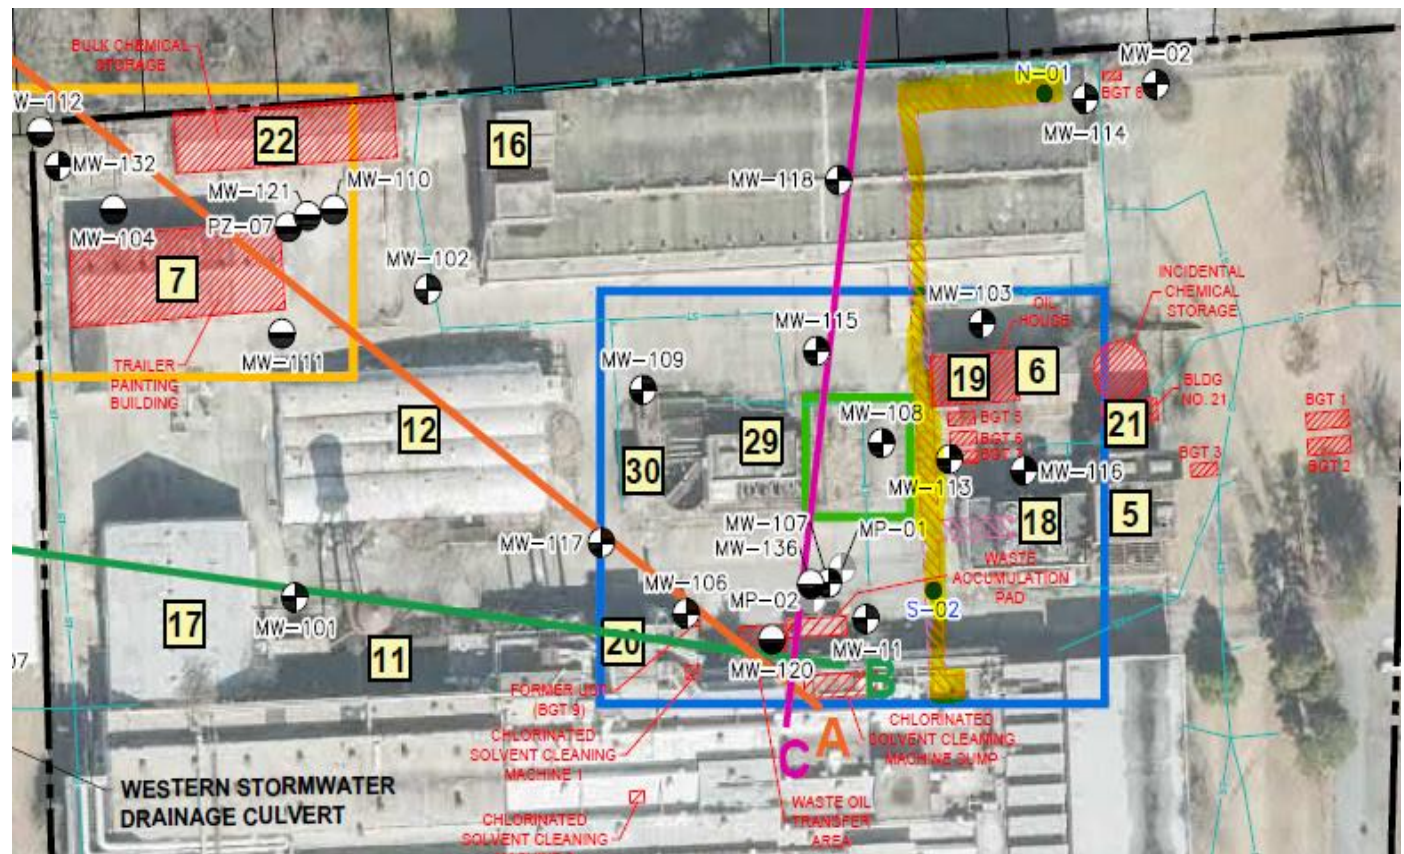 BULK CHEMICAL
STORAGE
N-01
MW-02
BGT 8
MW-114
W-112
22
16
MW-132
MW-121
MW-110
MW-118
PZ-07
MW-104
7
MW-102
MW-103
INCIDENTAL
CHEMICAL
STORAGE
OIL
HOUSE
MW-111
MW-115
TRAILER
PAINTING
BUILDING
MW-109
19
6
BLDG
NO. 21
12
29
MW-108
21
BGT 1
BGT 5
BGT 6
BGT 7
30
BGT 3
BGT 2
MW-113
MW-116
MW-107
MP-01
18
5
MW-117
MW-136
WASTE
ACCUMULATION
PAD
MW-106
MP-02
S-02
17
MW-101
20
MW-11
11
MW-120
B
FORMER UST
(BGT 9)
CHLORINATED
SOLVENT CLEANING
MACHINE 1
CHLORINATED
SOLVENT CLEANING
MACHINE SUMP
A
C
07
WESTERN STORMWATER
DRAINAGE CULVERT
WASTE OIL
TRANSFER
AREA
CHLORINATED
SOLVENT CLEANING